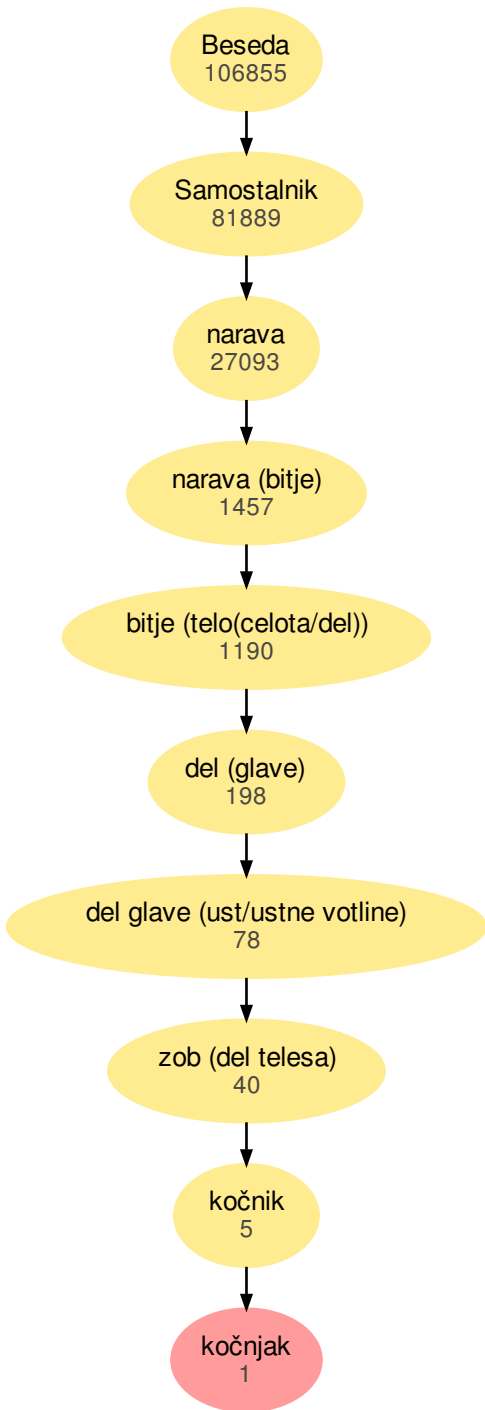 Beseda
106855
Samostalnik
81889
narava
27093
narava (bitje)
1457
bitje (telo(celota/del))
1190
del (glave)
198
del glave (ust/ustne votline)
78
zob (del telesa)
40
kočnik
5
kočnjak
1